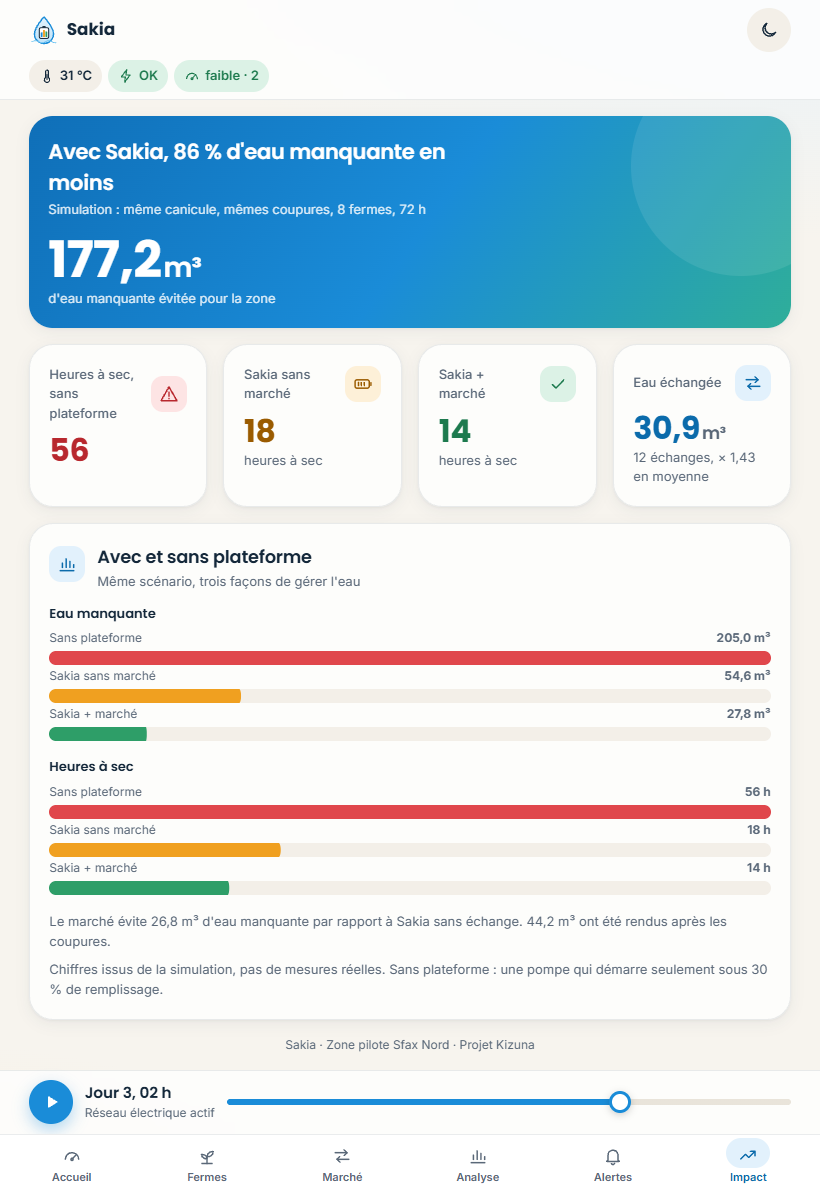 Sakia
31 °C
OK
faible · 2
Avec Sakia, 86 % d'eau manquante en
moins
Simulation : même canicule, mêmes coupures, 8 fermes, 72 h
177,2 m³
d'eau manquante évitée pour la zone
Heures à sec,
sans
plateforme
56
Sakia sans
marché
18
heures à sec
Sakia +
marché
14
heures à sec
Eau échangée
30,9 m³
12 échanges, × 1,43
en moyenne
Avec et sans plateforme
Même scénario, trois façons de gérer l'eau
Eau manquante
Sans plateforme 205,0 m³
Sakia sans marché 54,6 m³
Sakia + marché 27,8 m³
Heures à sec
Sans plateforme 56 h
Sakia sans marché 18 h
Sakia + marché 14 h
Le marché évite 26,8 m³ d'eau manquante par rapport à Sakia sans échange. 44,2 m³ ont été rendus après les
coupures.
Chiffres issus de la simulation, pas de mesures réelles. Sans plateforme : une pompe qui démarre seulement sous 30
% de remplissage.
Sakia · Zone pilote Sfax Nord · Projet Kizuna
Jour 3, 02 h
Réseau électrique actif
Accueil
Fermes
Marché
Analyse
Alertes
Impact